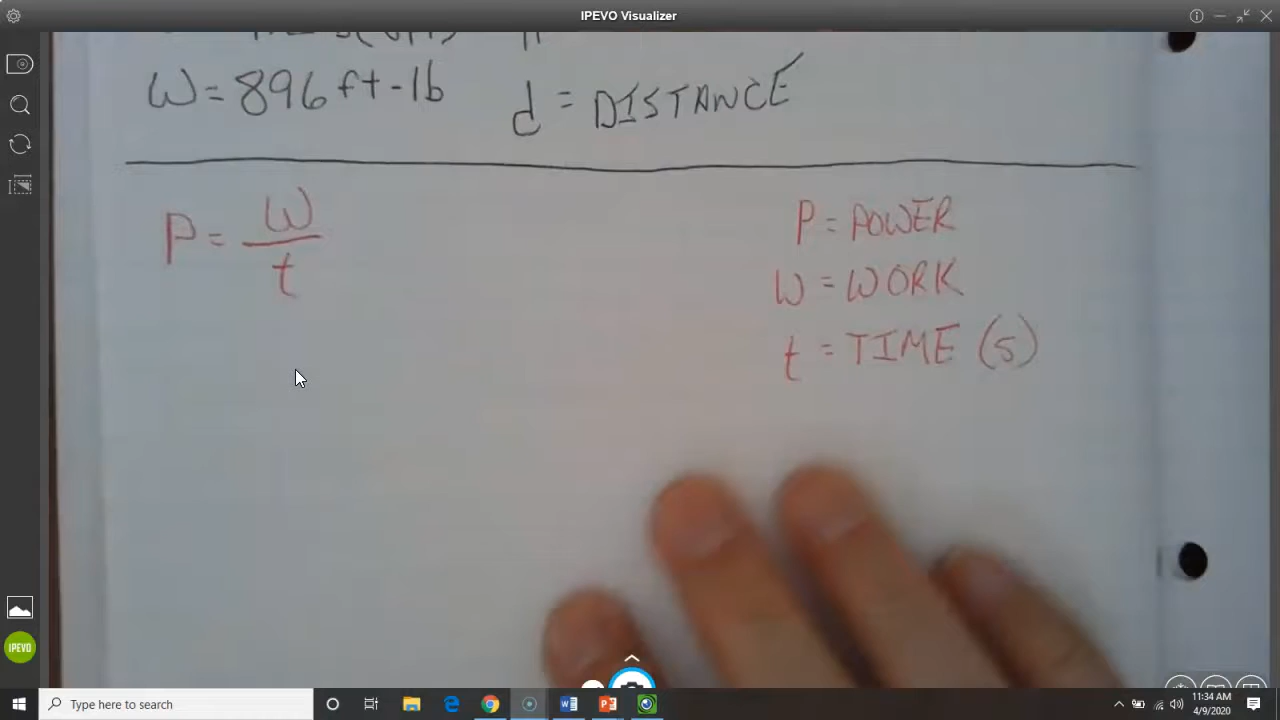 IPEVO Visualizer
W = 896 ft-lb
d = DISTANCE
P = W/t
P = POWER
W = WORK
t = TIME (s)
IPEVO
Type here to search
11:34 AM
4/9/2020